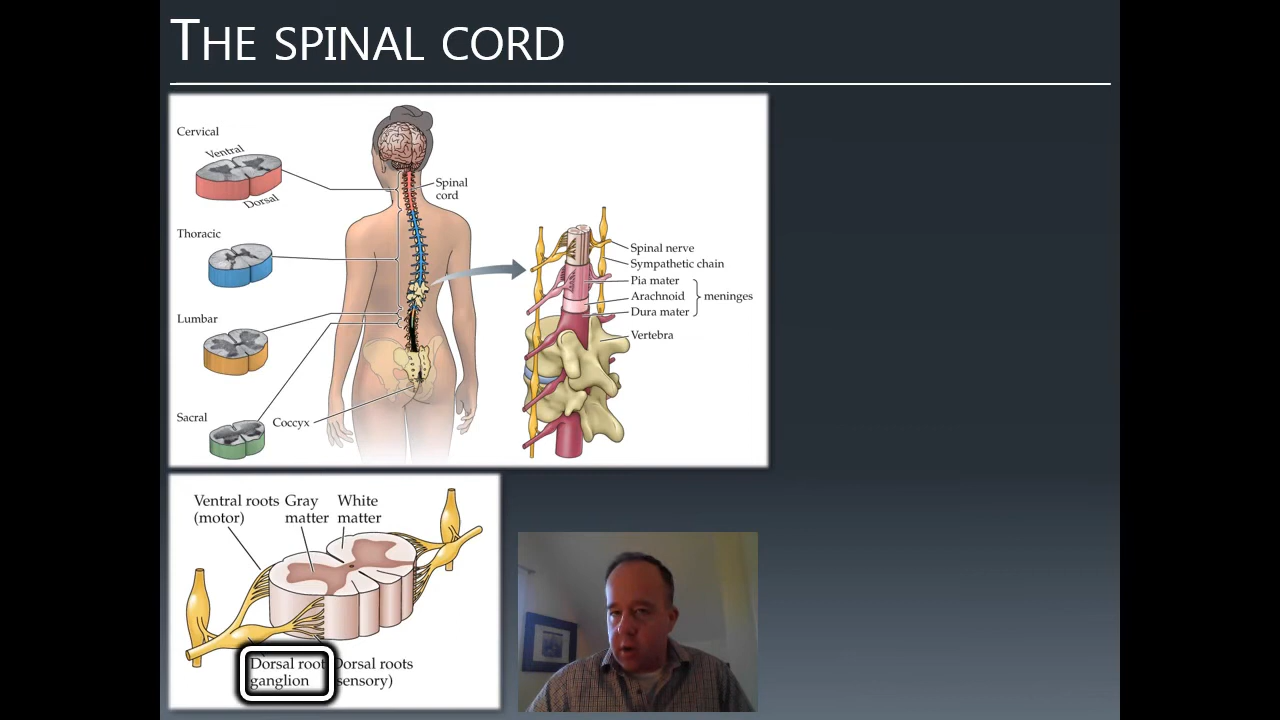 THE SPINAL CORD
Cervical
Ventral
Dorsal
Spinal
cord
Thoracic
Spinal nerve
Sympathetic chain
Pia mater
Arachnoid
meninges
Dura mater
Lumbar
Vertebra
Sacral
Coccyx
Ventral roots
(motor)
Gray
matter
White
matter
Dorsal root
ganglion
Dorsal roots
(sensory)